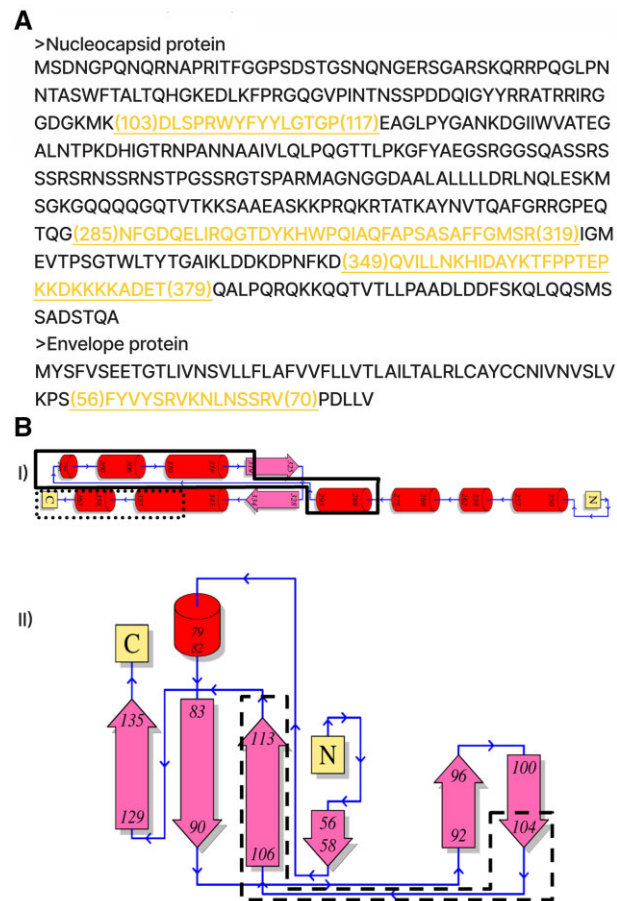 A
>Nucleocapsid protein
MSDNGPQNQRNAPRITFGGPSDSTGSNQNGERSGARSKQRRPQGLPN
NTASWFTALTQHGKEDLKFPRGQGVPINTNSSPDDQIGYYRRATRRIRG
GDGKMK(103)DLSPRWYFYYLGTGP(117)EAGLPYGANKDGIIWVATEG
ALNTPKDHIGTRNPANNAAIVLQLPQGTTLPKGFYAEGSRGGSQASSRS
SSRSRNSSRNSTPGSSRGTSPARMAGNGGDAALALLLLDRLNQLESKM
SGKGQQQQGQTVTKKSAAEASKKPRQKRTATKAYNVTQAFGRRGPEQ
TQG(285)NFGDQELIRQGTDYKHWPQIAQFAPSASAFFGMSR(319)IGM
EVTPSGTWLTYTGAIKLDDKDPNFKD(349)QVILLNKHIDAYKTFPPTEP
KKDKKKKADET(379)QALPQRQKKQQTVTLLPAADLDDFSKQLQQSMS
SADSTQA
>Envelope protein
MYSFVSEETGTLIVNSVLLFLAFVVFLLVTLAILTALRLCAYCCNIVNVSLV
KPS(56)FYVYSRVKNLNSSRV(70)PDLLV
B
I)
C
N
II)
79
82
C
83
135
113
N
96
100
56
58
104
129
90
106
92